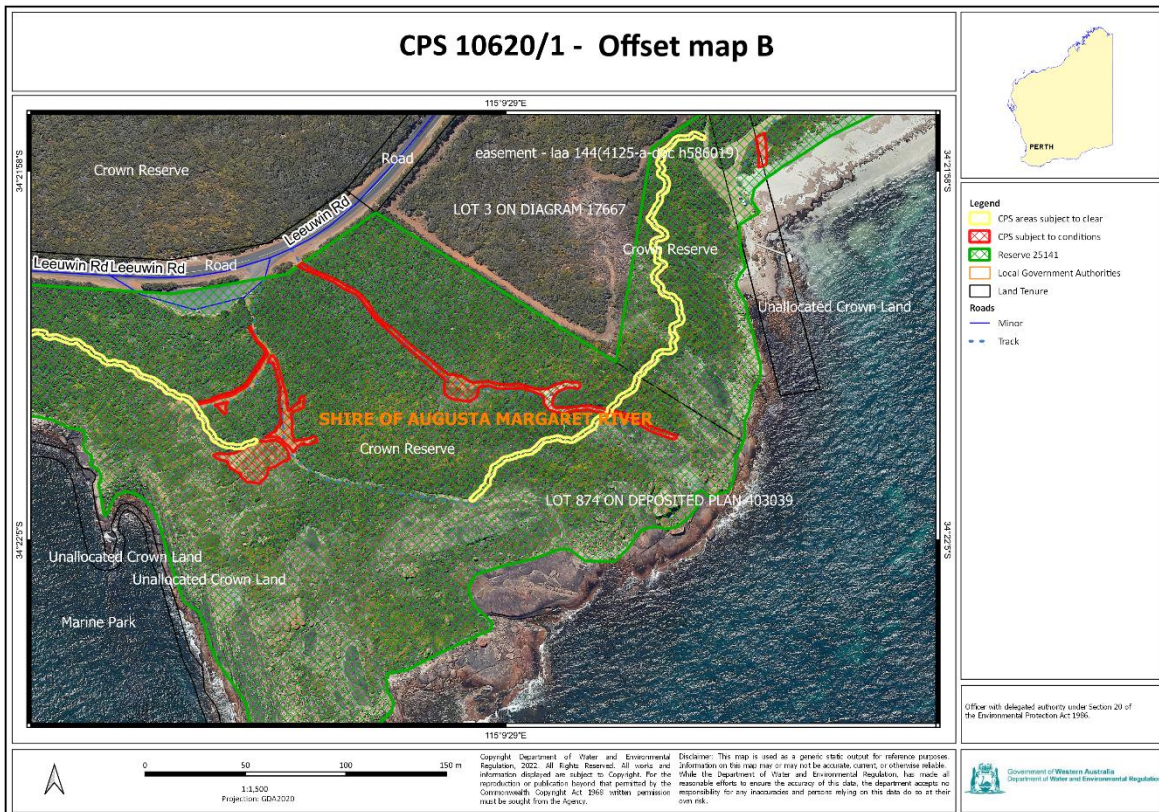 CPS 10620/1 - Offset map B
PERTH
115°9'29"E
34°21'58"S
34°21'58"S
Crown Reserve
Road
easement - laa 144(4125-a-dsc h586019)
LOT 3 ON DIAGRAM 17667
Leeuwin Rd
Crown Reserve
Leeuwin Rd Leeuwin Rd
Road
Unallocated Crown Land
SHIRE OF AUGUSTA MARGARET RIVER
Crown Reserve
LOT 874 ON DEPOSITED PLAN 403039
34°22'5"S
34°22'5"S
Unallocated Crown Land
Unallocated Crown Land
Marine Park
115°9'29"E
Legend
CPS areas subject to clear
CPS subject to conditions
Reserve 25141
Local Government Authorities
Land Tenure
Roads
Minor
Track
Officer with delegated authority under Section 20 of
the Environmental Protection Act 1986.
0 50 100 150 m
1:1,500
Projection: GDA2020
Copyright Department of Water and Environmental
Regulation, 2022. All Rights Reserved. All works and
information displayed are subject to Copyright. For the
reproduction or publication beyond that permitted by the
Commonwealth Copyright Act 1968 written permission
must be sought from the Agency.
Disclaimer: This map is used as a generic static output for reference purposes.
Information on this map may or may not be accurate, current, or otherwise reliable.
While the Department of Water and Environmental Regulation, has made all
reasonable efforts to ensure the accuracy of this data, the department accepts no
responsibility for any inaccuracies and persons relying on this data do so at their
own risk.
Government of Western Australia
Department of Water and Environmental Regulation